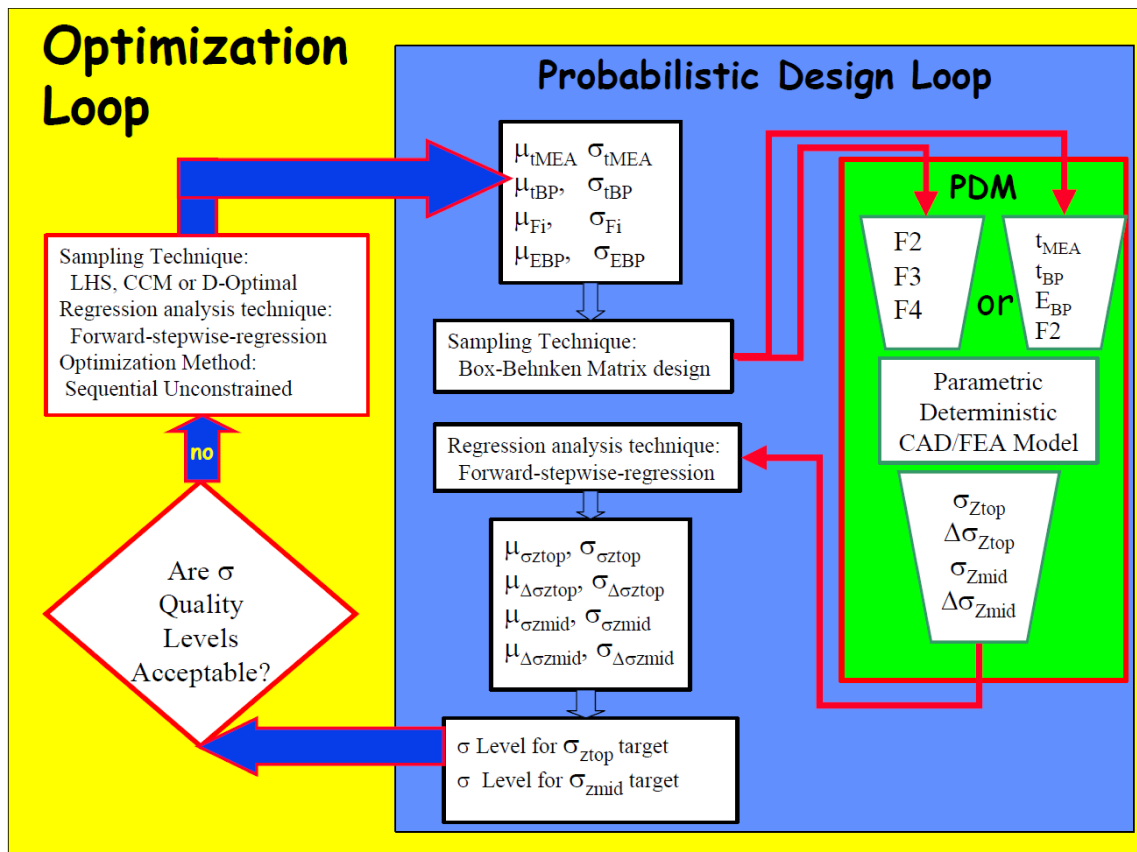 Optimization
Loop
Probabilistic Design Loop
μtMEA σtMEA
μtBP, σtBP
μFi, σFi
μEBP, σEBP
PDM
F2
F3
F4
or
tMEA
tBP
EBP
F2
Sampling Technique:
LHS, CCM or D-Optimal
Regression analysis technique:
Forward-stepwise-regression
Optimization Method:
Sequential Unconstrained
Sampling Technique:
Box-Behnken Matrix design
Parametric
Deterministic
CAD/FEA Model
Regression analysis technique:
Forward-stepwise-regression
no
σZtop
ΔσZtop
σZmid
ΔσZmid
μσztop, σσztop
μΔσztop, σΔσztop
μσzmid, σσzmid
μΔσzmid, σΔσzmid
Are σ
Quality
Levels
Acceptable?
σ Level for σztop target
σ Level for σzmid target